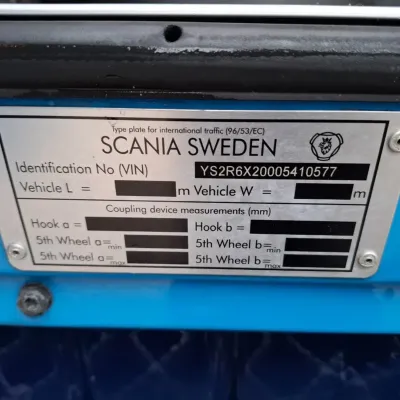 Type plate for international traffic (96/53/EC)
SCANIA SWEDEN
Identification No (VIN) YS2R6X20005410577
Vehicle L = m Vehicle W = m
Coupling device measurements (mm)
Hook a = Hook b =
5th Wheel a=min 5th Wheel b=min
5th Wheel a=max 5th Wheel b=max